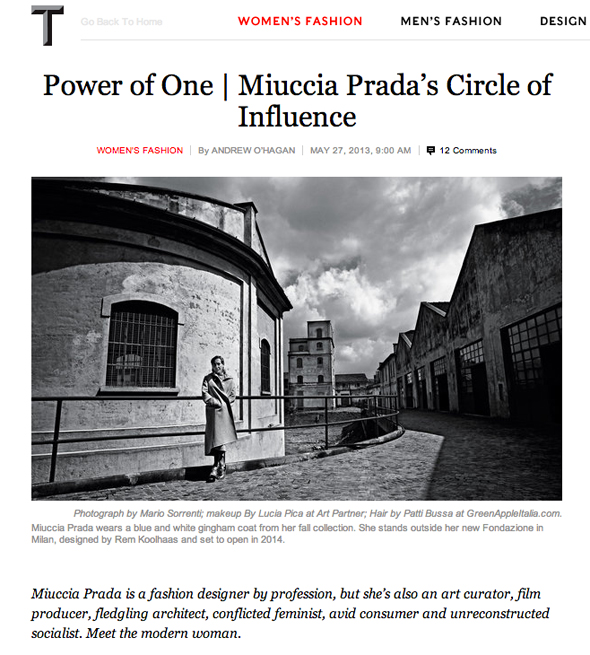 T
Go Back To Home
WOMEN'S FASHION
MEN'S FASHION
DESIGN
Power of One | Miuccia Prada's Circle of
Influence
WOMEN'S FASHION | By ANDREW O'HAGAN | MAY 27, 2013, 9:00 AM | 12 Comments
Photograph by Mario Sorrenti; makeup By Lucia Pica at Art Partner; Hair by Patti Bussa at GreenAppleItalia.com.
Miuccia Prada wears a blue and white gingham coat from her fall collection. She stands outside her new Fondazione in
Milan, designed by Rem Koolhaas and set to open in 2014.
Miuccia Prada is a fashion designer by profession, but she's also an art curator, film
producer, fledgling architect, conflicted feminist, avid consumer and unreconstructed
socialist. Meet the modern woman.